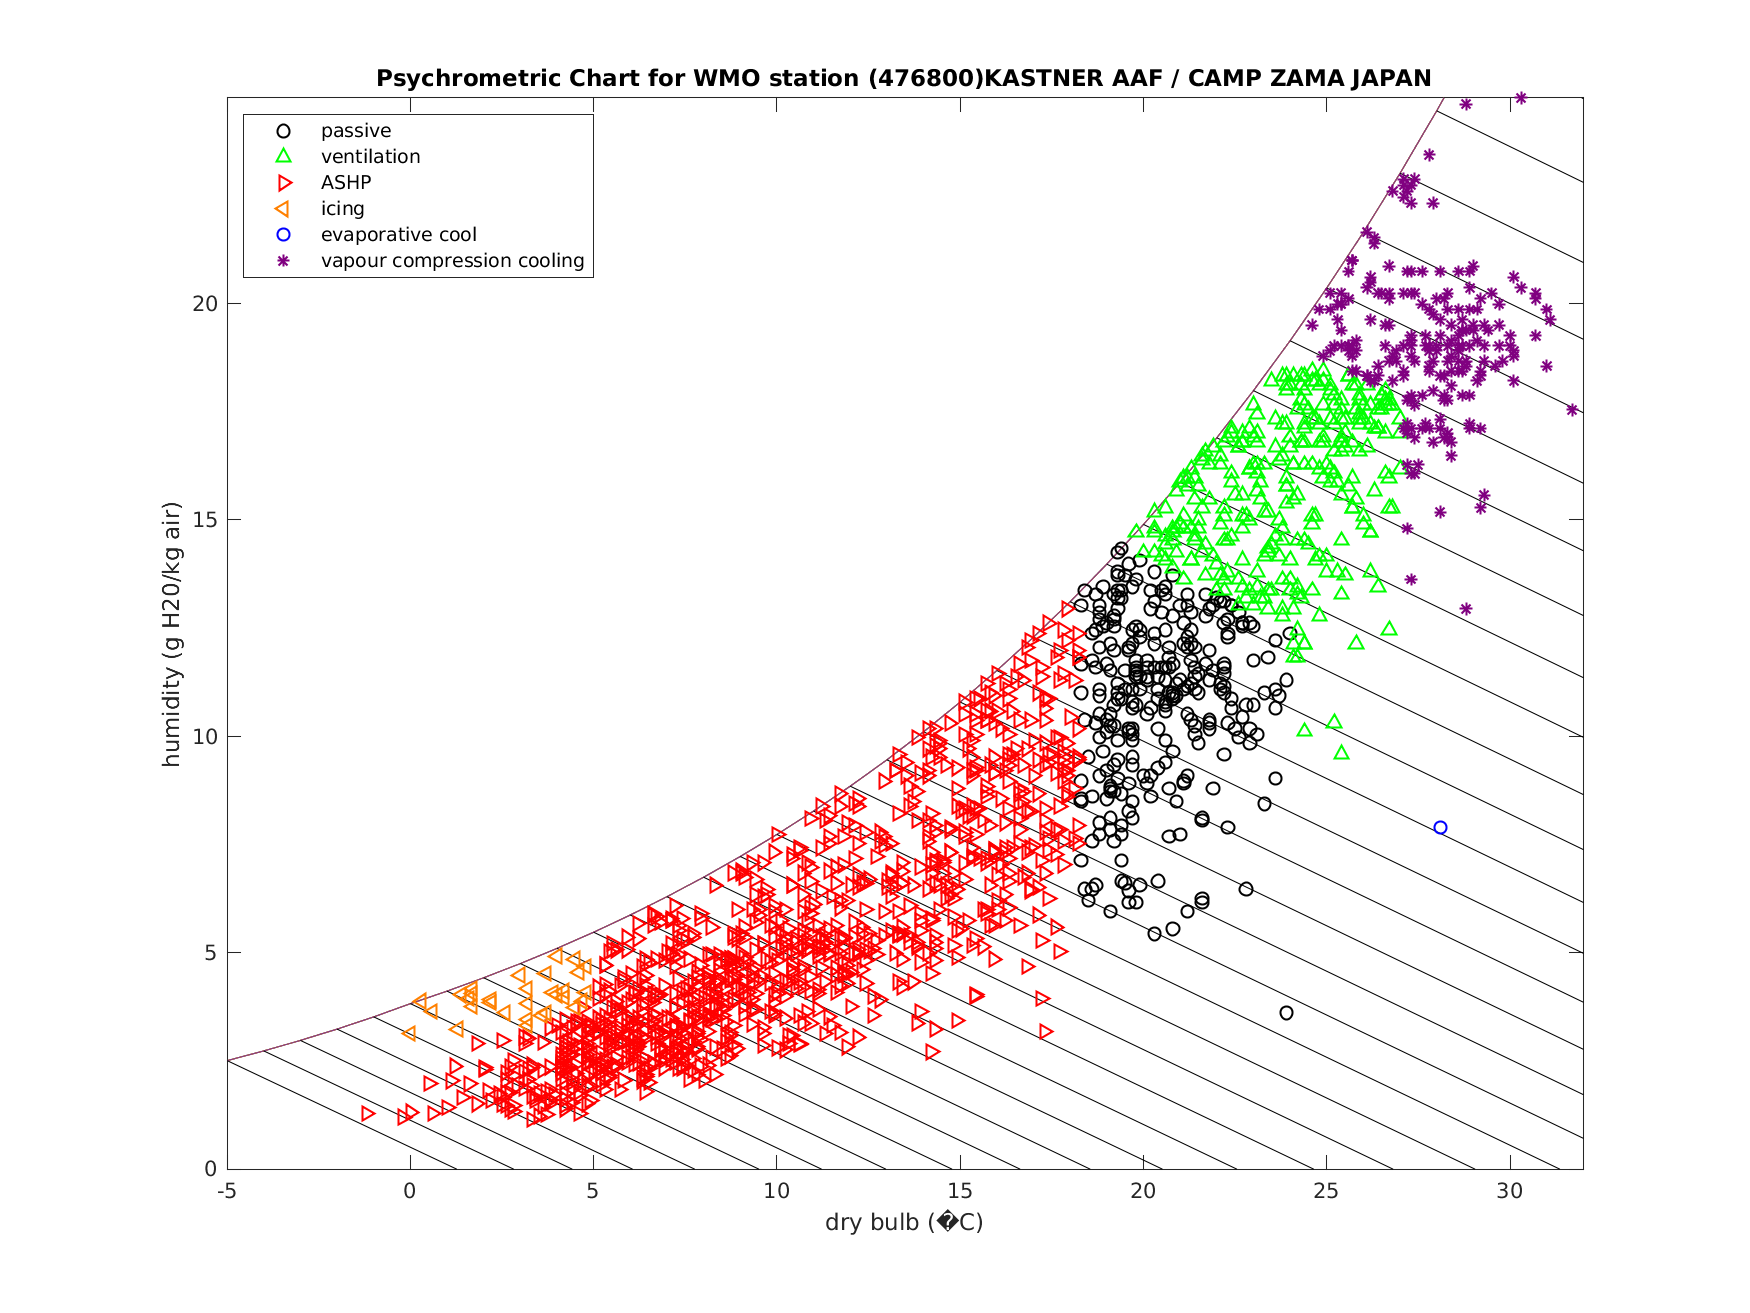 Psychrometric Chart for WMO station (476800)KASTNER AAF / CAMP ZAMA JAPAN
passive
ventilation
ASHP
icing
evaporative cool
vapour compression cooling
humidity (g H20/kg air)
20
15
10
5
0
-5 0 5 10 15 20 25 30
dry bulb (�C)